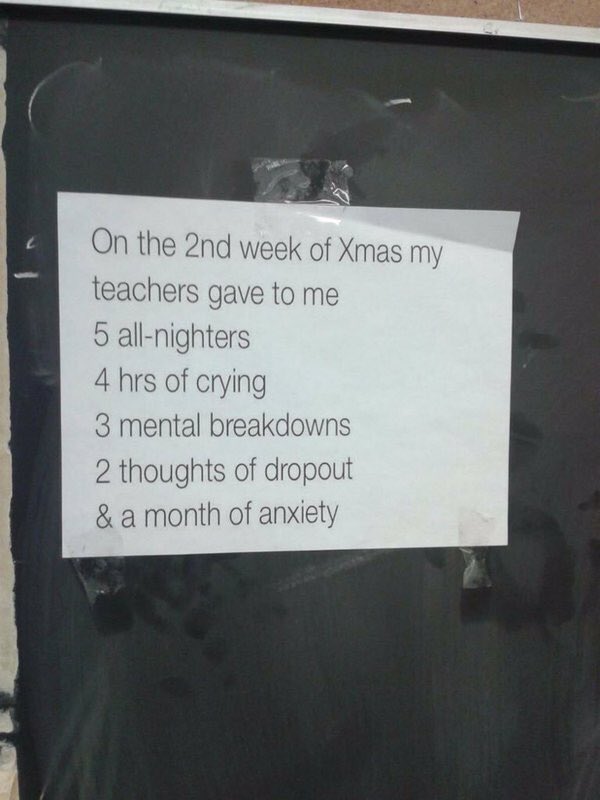 On the 2nd week of Xmas my
teachers gave to me
5 all-nighters
4 hrs of crying
3 mental breakdowns
2 thoughts of dropout
& a month of anxiety